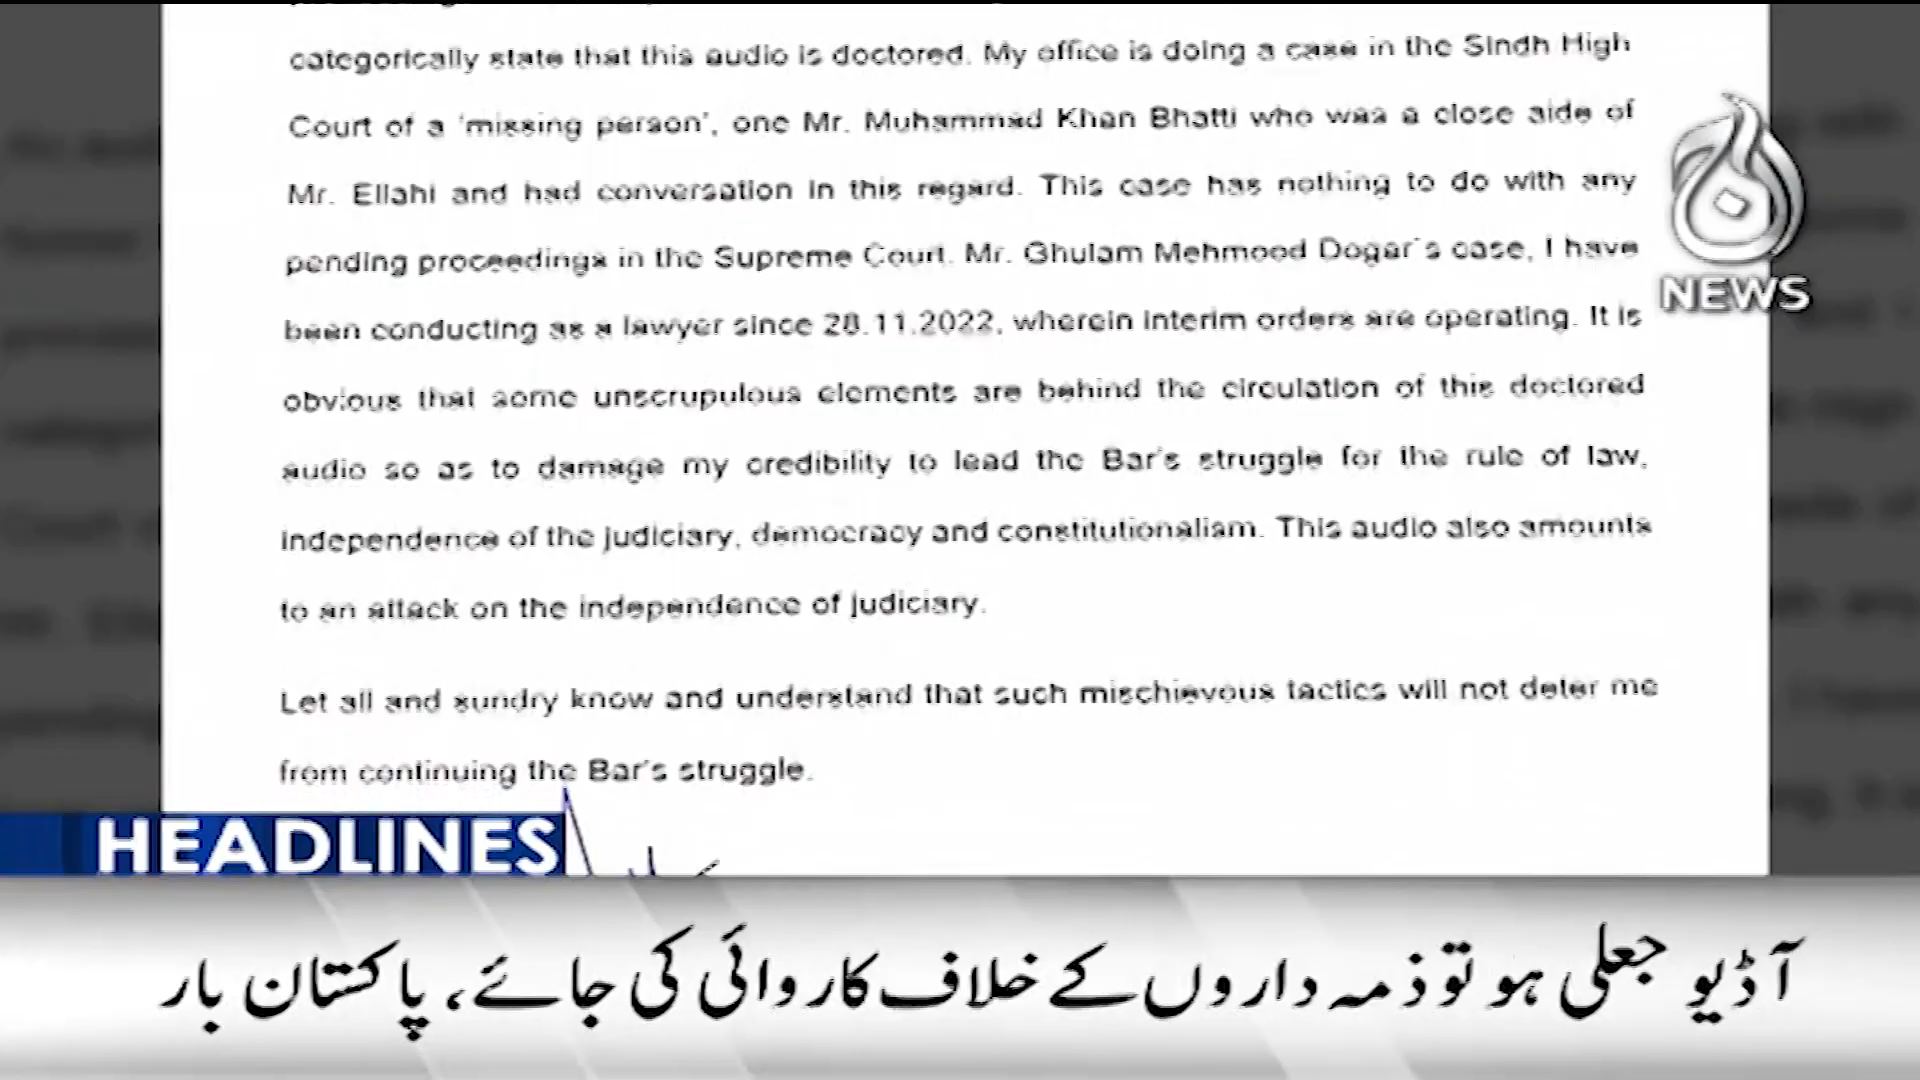 categorically state that this audio is doctored. My office is doing a case in the Sindh High
Court of a 'missing person', one Mr. Muhammad Khan Bhatti who was a close aide of
Mr. Ellahi and had conversation in this regard. This case has nothing to do with any
pending proceedings in the Supreme Court. Mr. Ghulam Mehmood Dogar's case, I have
been conducting as a lawyer since 28.11.2022, wherein interim orders are operating. It is
obvious that some unscrupulous elements are behind the circulation of this doctored
audio so as to damage my credibility to lead the Bar's struggle for the rule of law,
independence of the judiciary, democracy and constitutionalism. This audio also amounts
to an attack on the independence of judiciary.
Let all and sundry know and understand that such mischievous tactics will not deter me
from continuing the Bar's struggle.
ن
NEWS
HEADLINES
آڈیو جعلی ہو تو ذمہ داروں کے خلاف کاروائی کی جائے، پاکستان بار